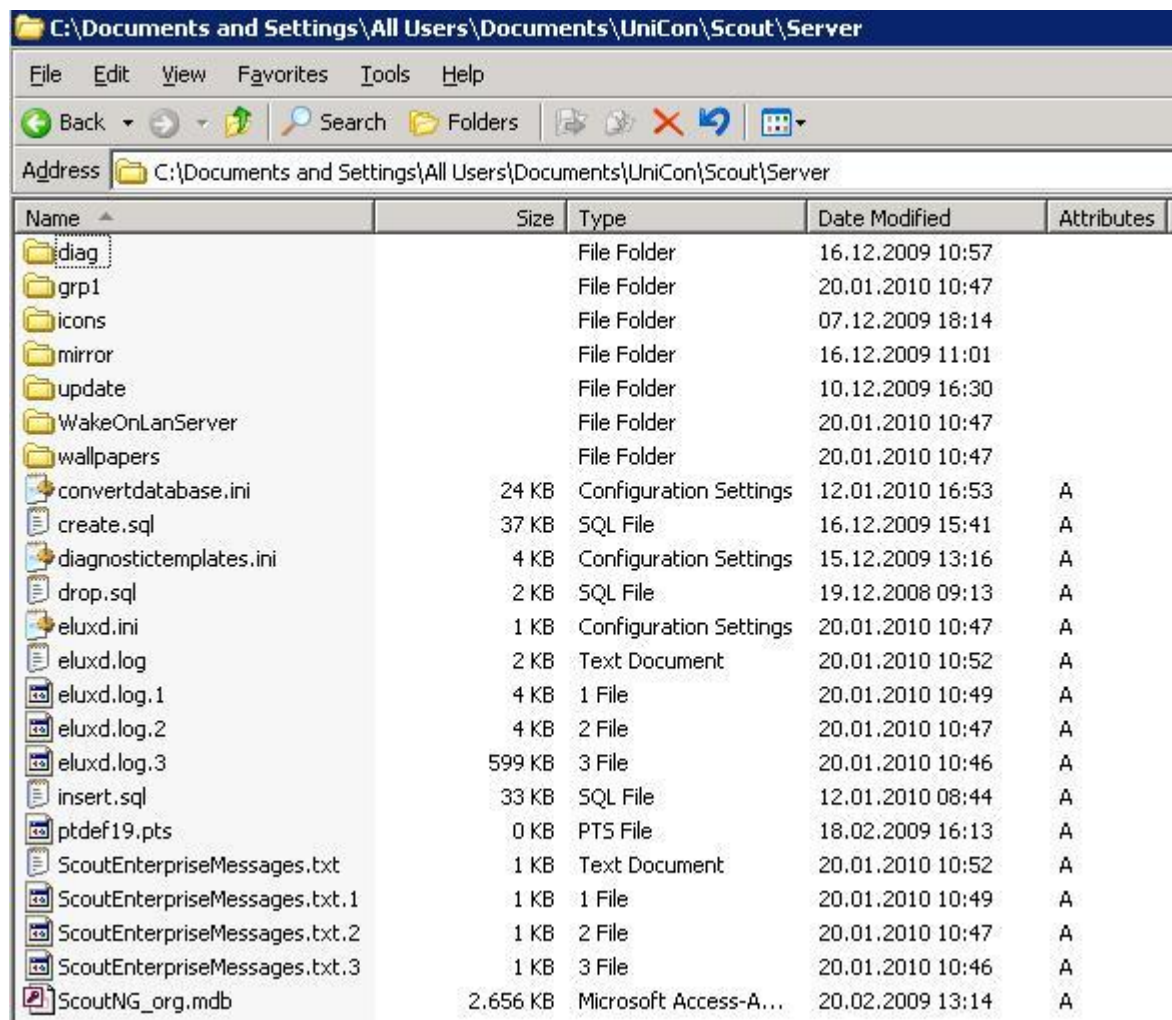 C:\Documents and Settings\All Users\Documents\UniCon\Scout\Server
File Edit View Favorites Tools Help
Back Search Folders
Address C:\Documents and Settings\All Users\Documents\UniCon\Scout\Server
Name Size Type Date Modified Attributes
diag File Folder 16.12.2009 10:57
grp1 File Folder 20.01.2010 10:47
icons File Folder 07.12.2009 18:14
mirror File Folder 16.12.2009 11:01
update File Folder 10.12.2009 16:30
WakeOnLanServer File Folder 20.01.2010 10:47
wallpapers File Folder 20.01.2010 10:47
convertdatabase.ini 24 KB Configuration Settings 12.01.2010 16:53 A
create.sql 37 KB SQL File 16.12.2009 15:41 A
diagnostictemplates.ini 4 KB Configuration Settings 15.12.2009 13:16 A
drop.sql 2 KB SQL File 19.12.2008 09:13 A
eluxd.ini 1 KB Configuration Settings 20.01.2010 10:47 A
eluxd.log 2 KB Text Document 20.01.2010 10:52 A
eluxd.log.1 4 KB 1 File 20.01.2010 10:49 A
eluxd.log.2 4 KB 2 File 20.01.2010 10:47 A
eluxd.log.3 599 KB 3 File 20.01.2010 10:46 A
insert.sql 33 KB SQL File 12.01.2010 08:44 A
ptdef19.pts 0 KB PTS File 18.02.2009 16:13 A
ScoutEnterpriseMessages.txt 1 KB Text Document 20.01.2010 10:52 A
ScoutEnterpriseMessages.txt.1 1 KB 1 File 20.01.2010 10:49 A
ScoutEnterpriseMessages.txt.2 1 KB 2 File 20.01.2010 10:47 A
ScoutEnterpriseMessages.txt.3 1 KB 3 File 20.01.2010 10:46 A
ScoutNG_org.mdb 2.656 KB Microsoft Access-A... 20.02.2009 13:14 A